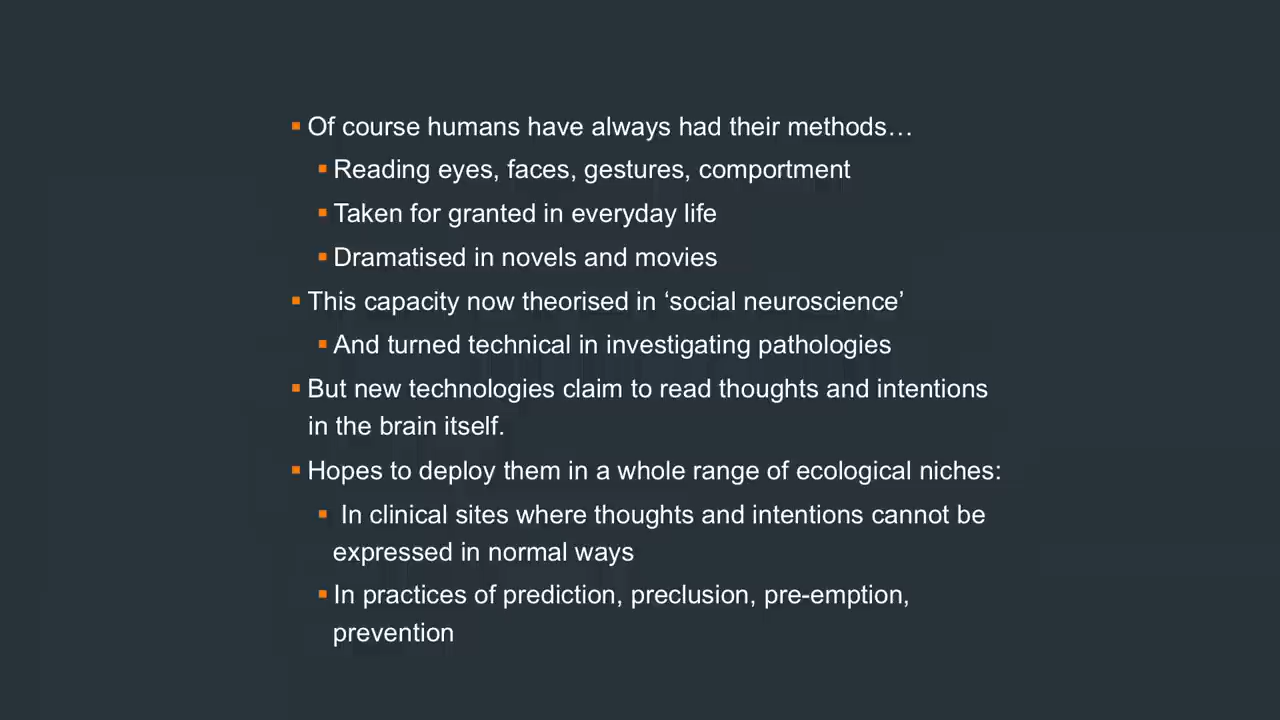 Of course humans have always had their methods…
Reading eyes, faces, gestures, comportment
Taken for granted in everyday life
Dramatised in novels and movies
This capacity now theorised in ‘social neuroscience’
And turned technical in investigating pathologies
But new technologies claim to read thoughts and intentions
in the brain itself.
Hopes to deploy them in a whole range of ecological niches:
In clinical sites where thoughts and intentions cannot be
expressed in normal ways
In practices of prediction, preclusion, pre-emption,
prevention